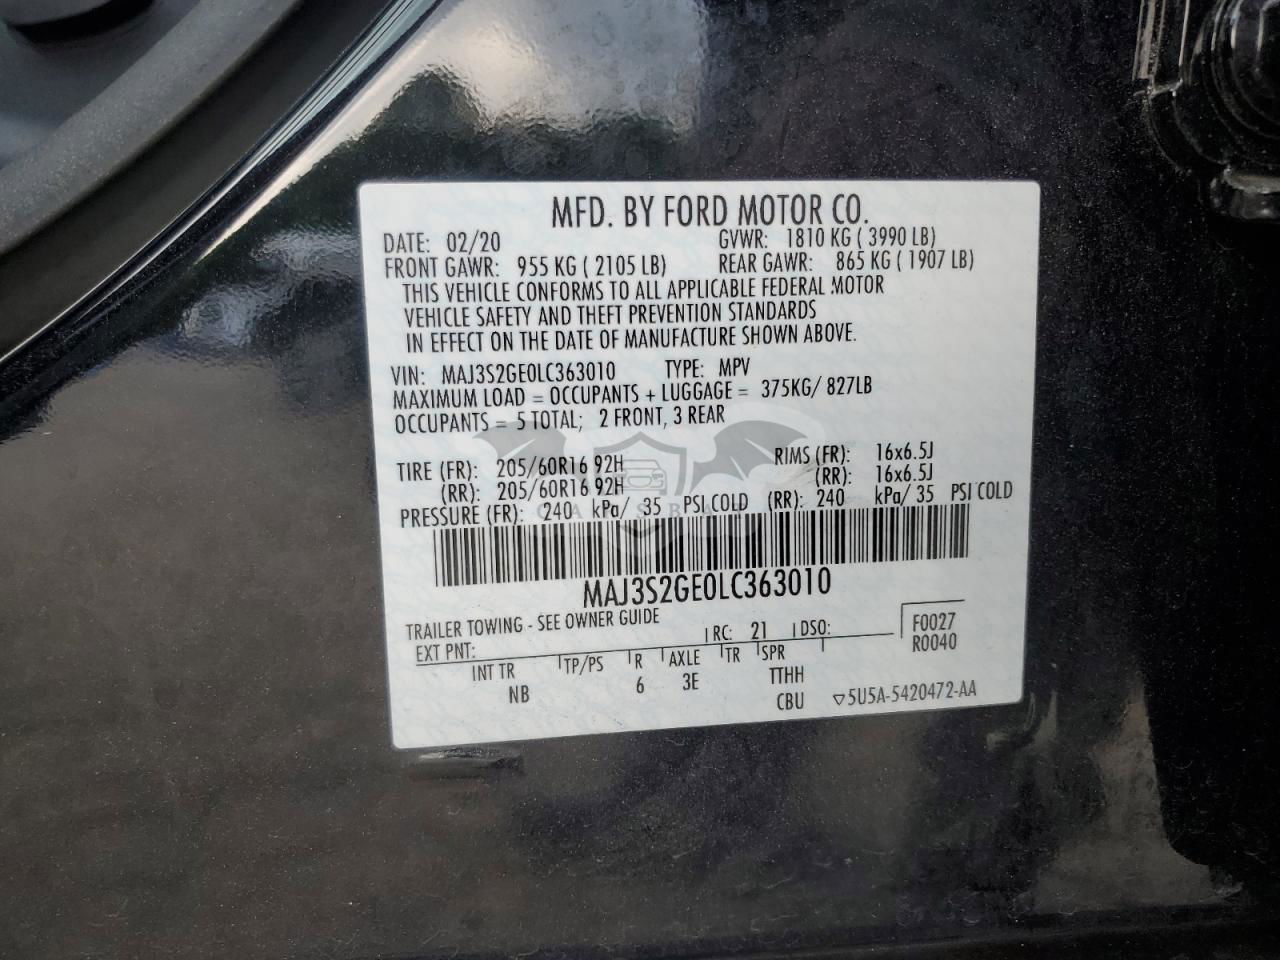 MFD. BY FORD MOTOR CO.
DATE: 02/20 GVWR: 1810 KG ( 3990 LB)
FRONT GAWR: 955 KG ( 2105 LB) REAR GAWR: 865 KG ( 1907 LB)
THIS VEHICLE CONFORMS TO ALL APPLICABLE FEDERAL MOTOR
VEHICLE SAFETY AND THEFT PREVENTION STANDARDS
IN EFFECT ON THE DATE OF MANUFACTURE SHOWN ABOVE.
VIN: MAJ3S2GE0LC363010 TYPE: MPV
MAXIMUM LOAD = OCCUPANTS + LUGGAGE = 375KG/ 827LB
OCCUPANTS = 5 TOTAL; 2 FRONT, 3 REAR
TIRE (FR): 205/60R16 92H RIMS (FR): 16x6.5J
(RR): 205/60R16 92H (RR): 16x6.5J
PRESSURE (FR): 240 kPa/ 35 PSI COLD (RR): 240 kPa/ 35 PSI COLD
MAJ3S2GE0LC363010
TRAILER TOWING - SEE OWNER GUIDE
EXT PNT: RC: 21 DSO: F0027
R0040
INT TR TP/PS R AXLE TR SPR
NB 6 3E TTHH
CBU ▽5U5A-5420472-AA